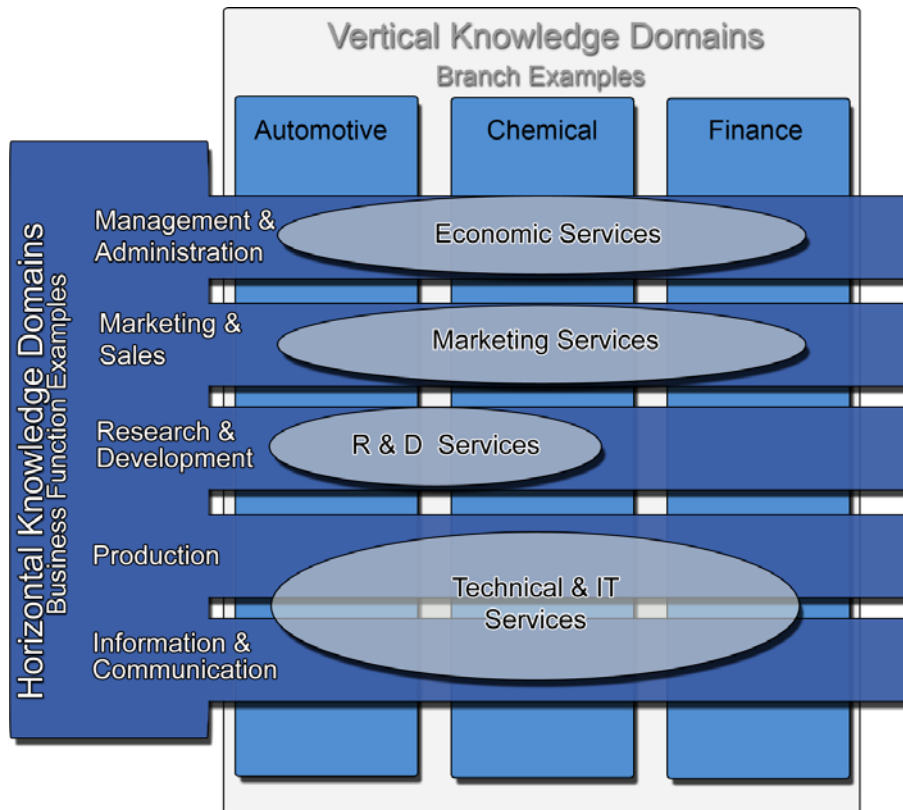 Vertical Knowledge Domains
Branch Examples
Automotive
Chemical
Finance
Horizontal Knowledge Domains
Business Function Examples
Management &
Administration
Economic Services
Marketing &
Sales
Marketing Services
Research &
Development
R & D Services
Production
Technical & IT
Services
Information &
Communication